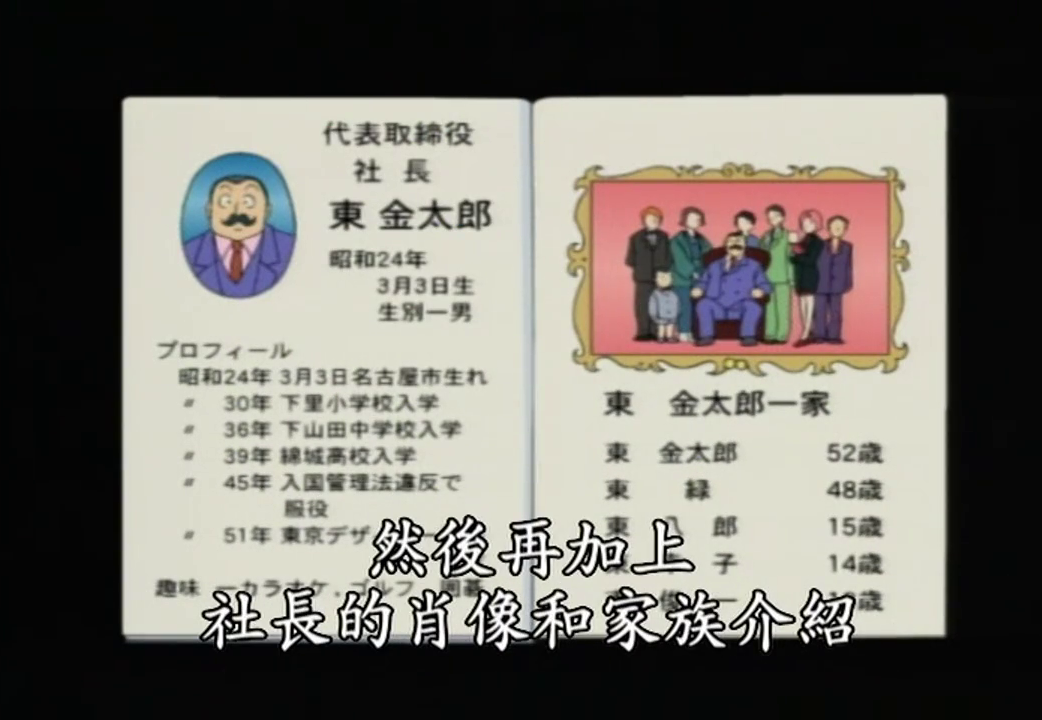 代表取締役
社 長
東 金太郎
昭和24年
3月3日生
生別一男
プロフィール
昭和24年 3月3日名古屋市生れ
〃 30年 下里小学校入学
〃 36年 下山田中学校入学
〃 39年 綿城高校入学
〃 45年 入国管理法違反で
服役
〃 51年 東京デザ
趣味 ーカラオケ、ゴルフ、囲碁
東 金太郎一家
東 金太郎 52歳
東 緑 48歳
東 八 郎 15歳
子 14歳
歳
然後再加上
社長的肖像和家族介紹